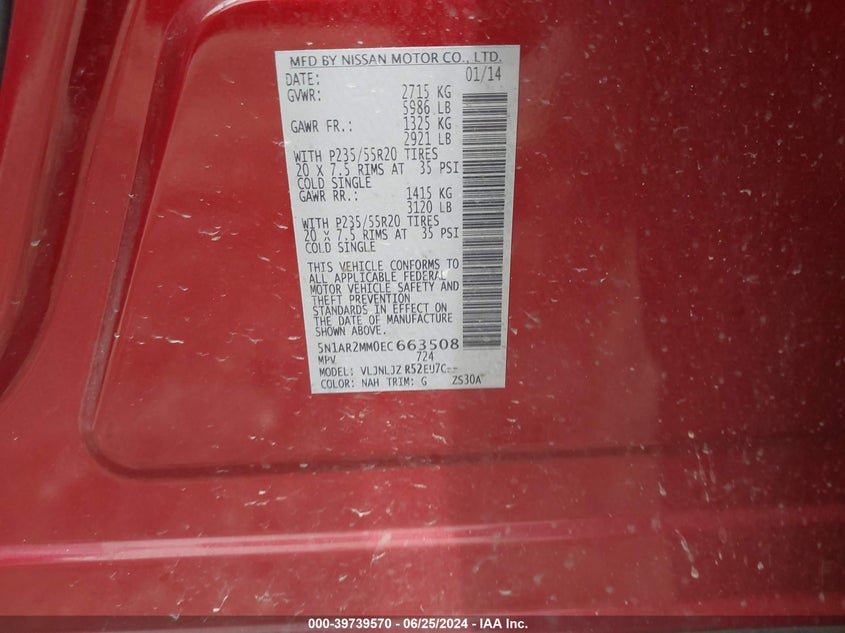 MFD BY NISSAN MOTOR CO., LTD.
DATE: 01/14
GVWR: 2715 KG
5986 LB
GAWR FR.: 1325 KG
2921 LB
WITH P235/55R20 TIRES
20 X 7.5 RIMS AT 35 PSI
COLD SINGLE
GAWR RR.: 1415 KG
3120 LB
WITH P235/55R20 TIRES
20 X 7.5 RIMS AT 35 PSI
COLD SINGLE
THIS VEHICLE CONFORMS TO
ALL APPLICABLE FEDERAL
MOTOR VEHICLE SAFETY AND
THEFT PREVENTION
STANDARDS IN EFFECT ON
THE DATE OF MANUFACTURE
SHOWN ABOVE.
5N1AR2MM0EC663508
MPV 724
MODEL: VLJNLJZ R52EU7C--
COLOR: NAH TRIM: G ZS30A
000-39739570 - 06/25/2024 - IAA Inc.